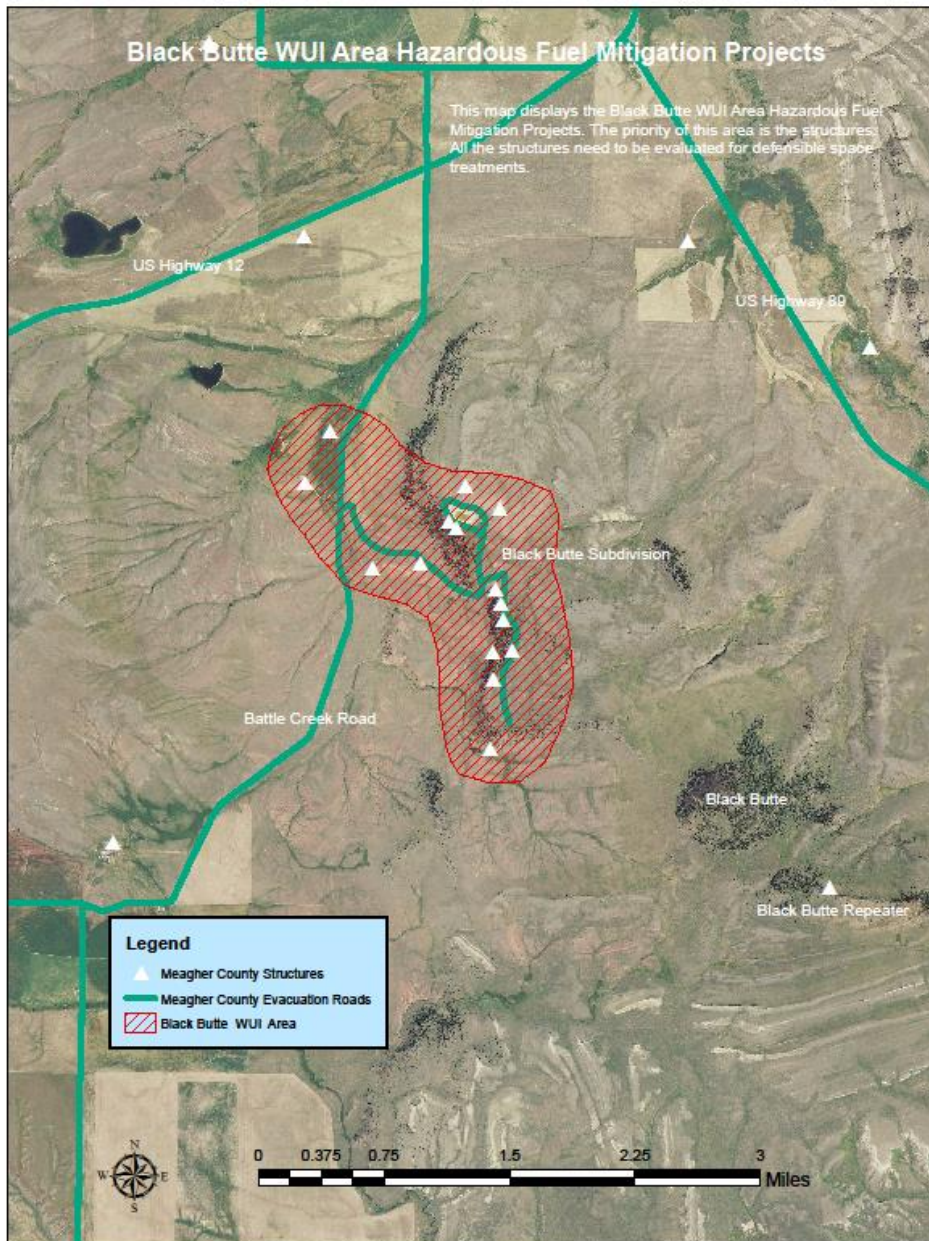 Black Butte WUI Area Hazardous Fuel Mitigation Projects
This map displays the Black Butte WUI Area Hazardous Fuel
Mitigation Projects. The priority of this area is the structures.
All the structures need to be evaluated for defensible space
treatments.
US Highway 12
US Highway 89
Black Butte Subdivision
Battle Creek Road
Black Butte
Black Butte Repeater
Legend
Meagher County Structures
Meagher County Evacuation Roads
Black Butte WUI Area
N
W E
S
0 0.375 0.75 1.5 2.25 3
Miles